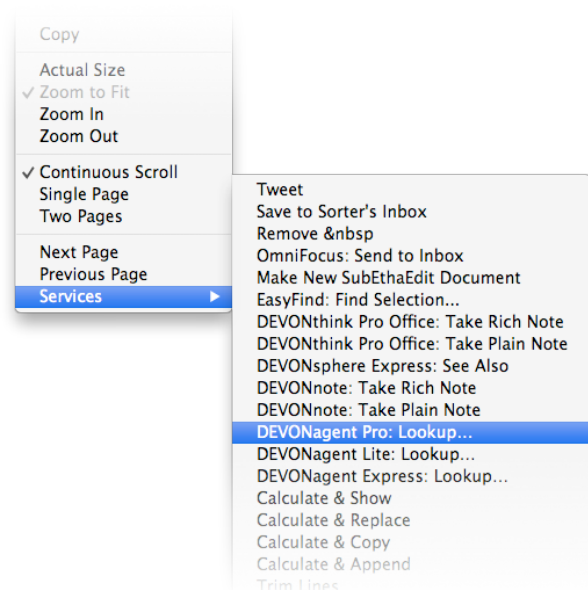 Copy
Actual Size
✓ Zoom to Fit
Zoom In
Zoom Out
✓ Continuous Scroll
Single Page
Two Pages
Next Page
Previous Page
Services
Tweet
Save to Sorter's Inbox
Remove &nbsp
OmniFocus: Send to Inbox
Make New SubEthaEdit Document
EasyFind: Find Selection...
DEVONthink Pro Office: Take Rich Note
DEVONthink Pro Office: Take Plain Note
DEVONsphere Express: See Also
DEVONnote: Take Rich Note
DEVONnote: Take Plain Note
DEVONagent Pro: Lookup...
DEVONagent Lite: Lookup...
DEVONagent Express: Lookup...
Calculate & Show
Calculate & Replace
Calculate & Copy
Calculate & Append
Trim Lines